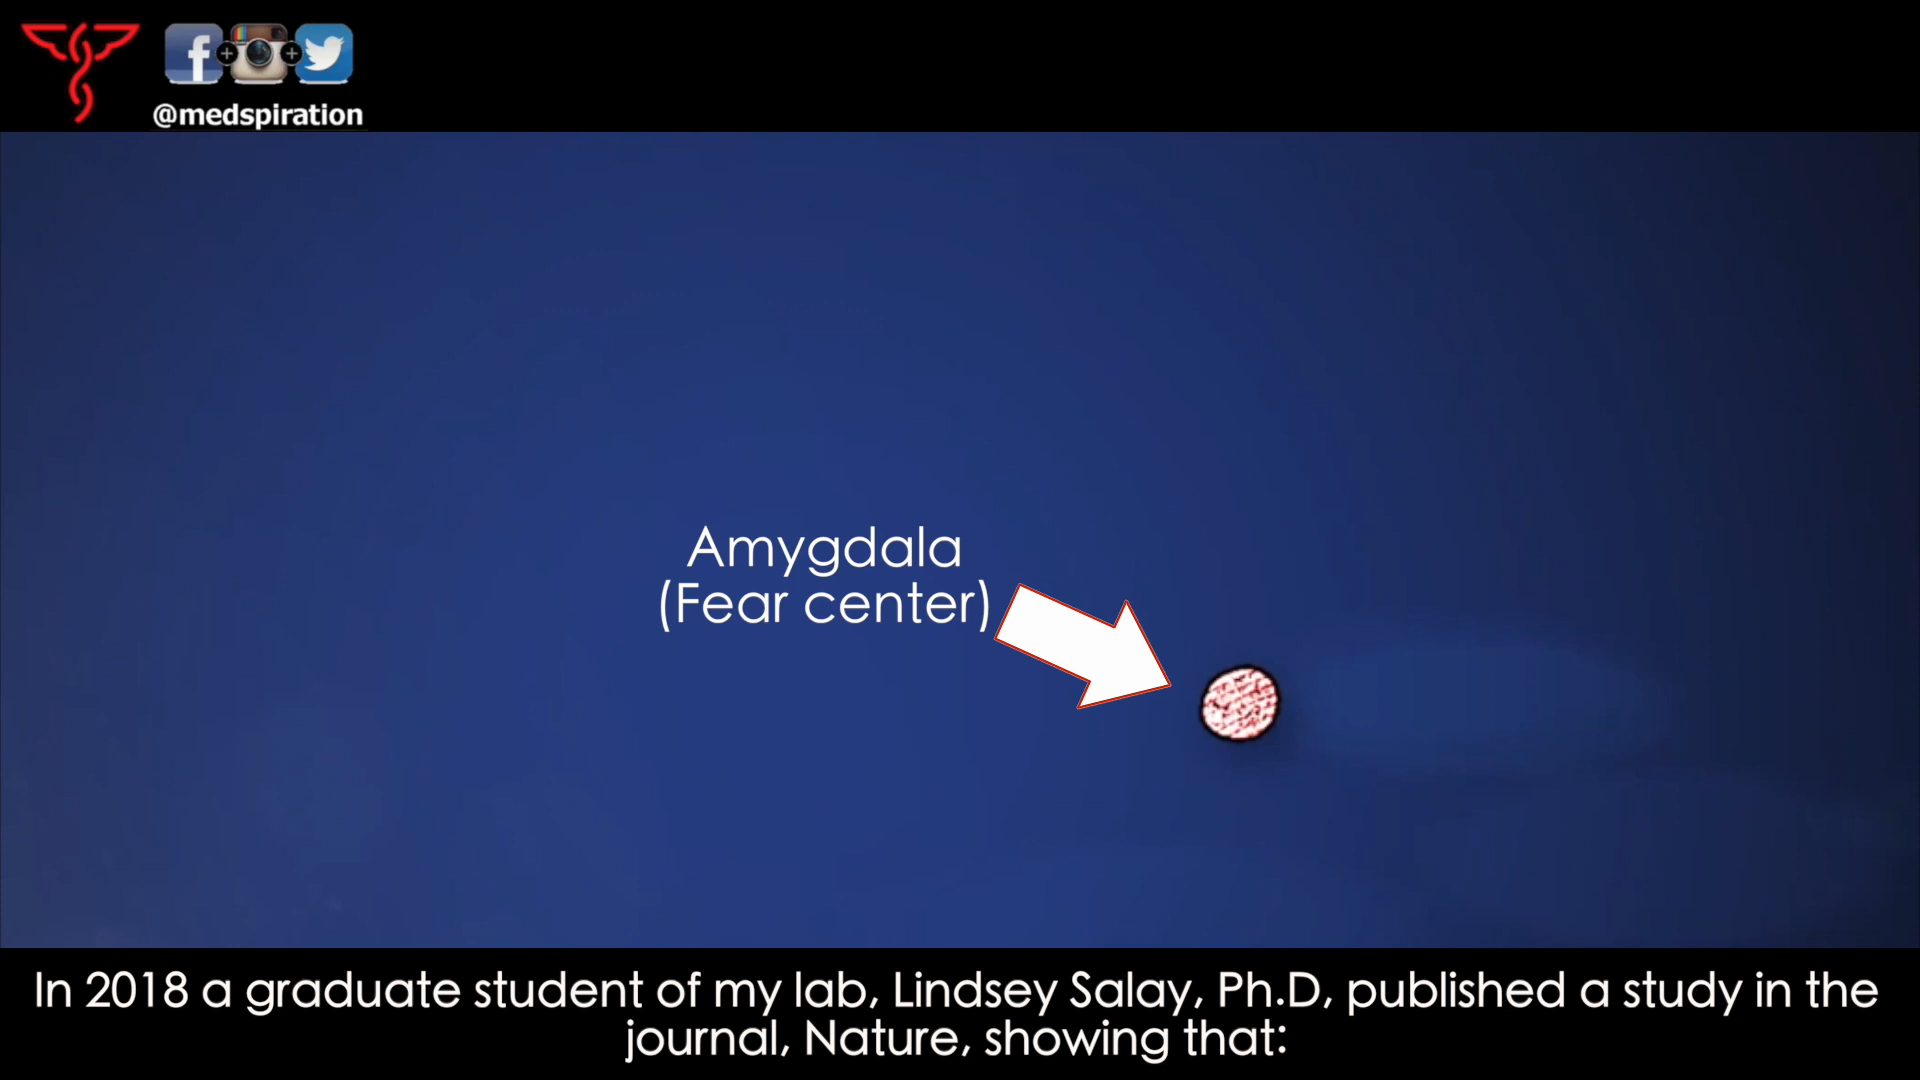 @medspiration
Amygdala
(Fear center)
In 2018 a graduate student of my lab, Lindsey Salay, Ph.D, published a study in the
journal, Nature, showing that: